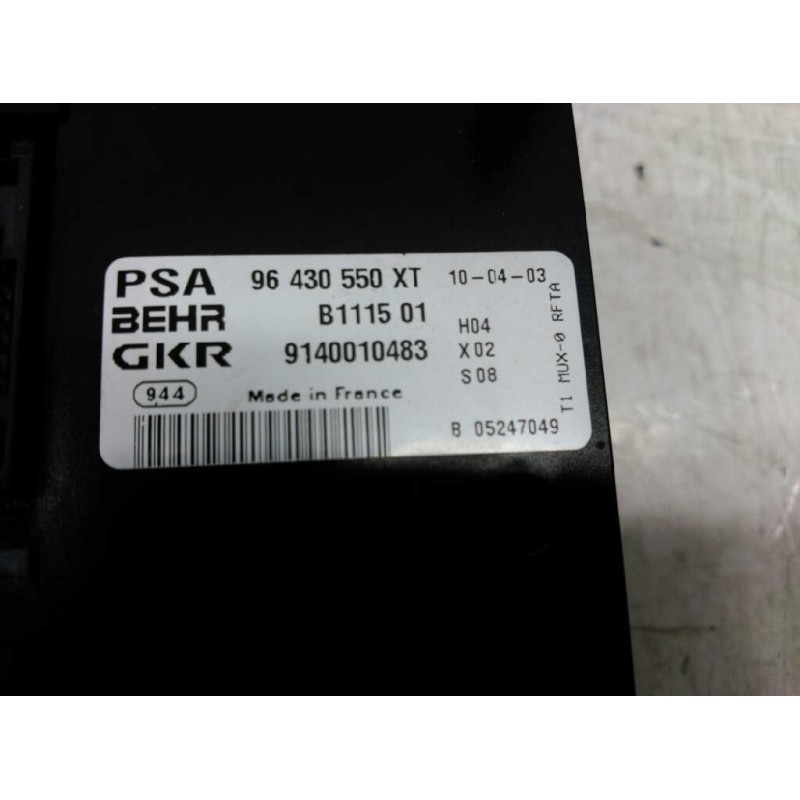 PSA 96 430 550 XT 10-04-03
BEHR B1115 01 H04
GKR 9140010483 X02
S08
944 Made in France
B 05247049
T1 MUX-0 RFTA